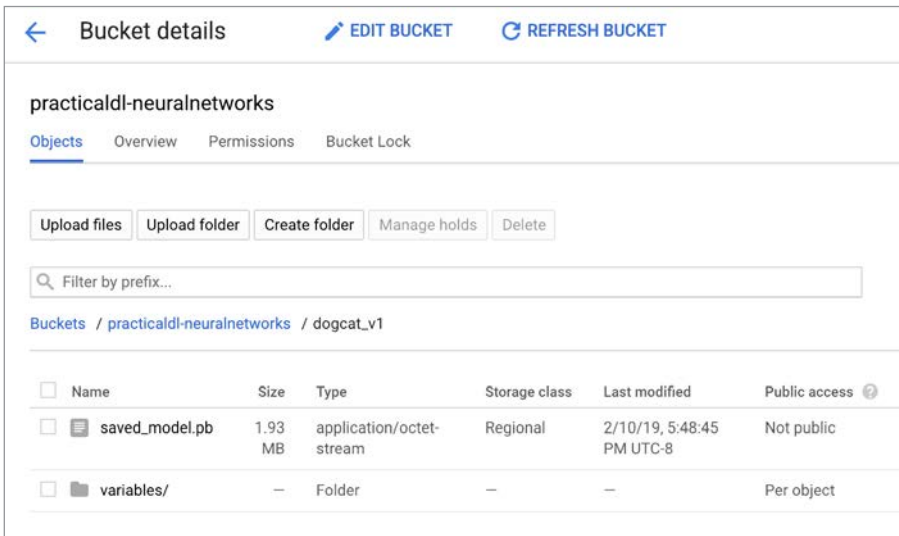 Bucket details EDIT BUCKET REFRESH BUCKET
practicaldl-neuralnetworks
Objects Overview Permissions Bucket Lock
Upload files Upload folder Create folder Manage holds Delete
Filter by prefix...
Buckets / practicaldl-neuralnetworks / dogcat_v1
Name Size Type Storage class Last modified Public access
saved_model.pb 1.93 application/octet- Regional 2/10/19, 5:48:45 Not public
MB stream PM UTC-8
variables/ — Folder — — Per object